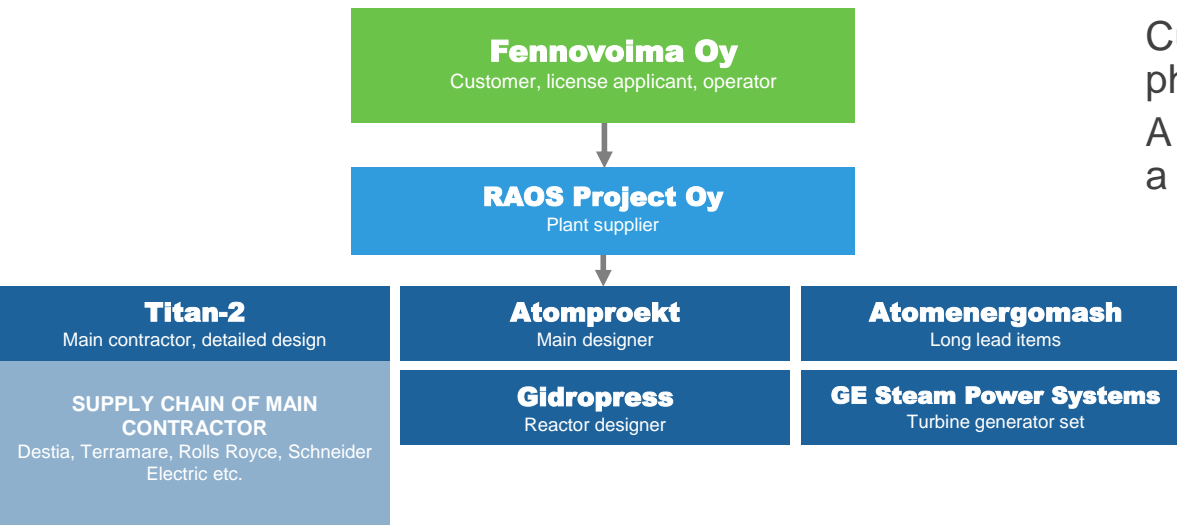 Fennovoima Oy
Customer, license applicant, operator
RAOS Project Oy
Plant supplier
Titan-2
Main contractor, detailed design
SUPPLY CHAIN OF MAIN
CONTRACTOR
Destia, Terramare, Rolls Royce, Schneider
Electric etc.
Atomproekt
Main designer
Gidropress
Reactor designer
Atomenergomash
Long lead items
GE Steam Power Systems
Turbine generator set
A
a